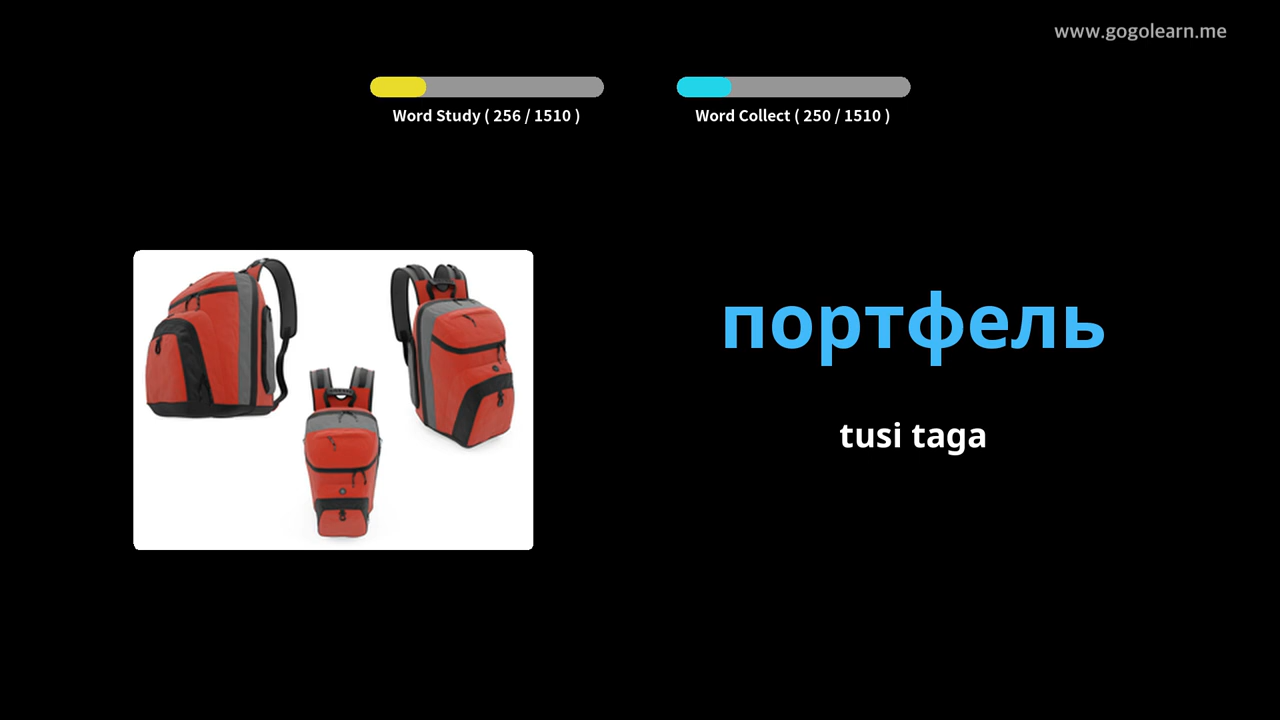 www.gogolearn.me
Word Study ( 256 / 1510 )
Word Collect ( 250 / 1510 )
портфель
tusi taga